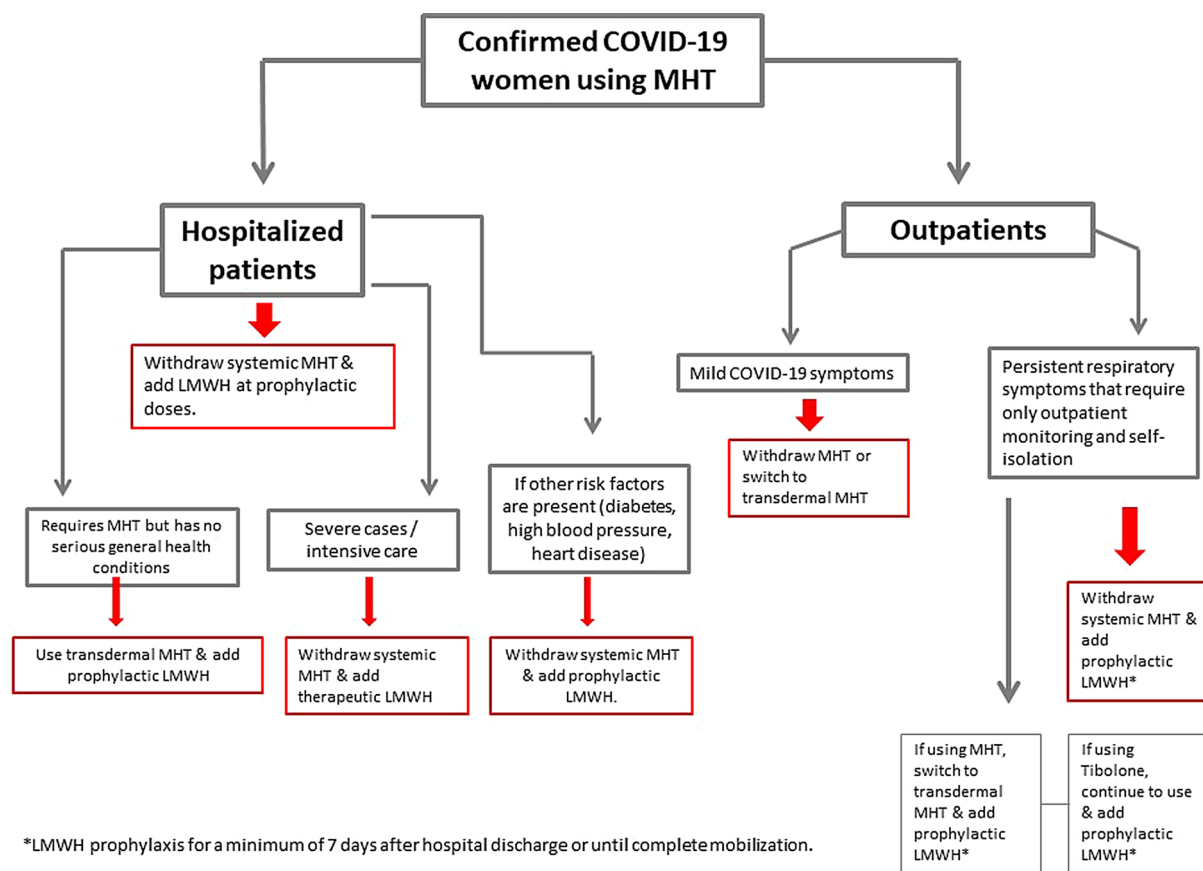 Confirmed COVID-19
women using MHT
Hospitalized
patients
Withdraw systemic MHT &
add LMWH at prophylactic
doses.
Requires MHT but has no
serious general health
conditions
Use transdermal MHT & add
prophylactic LMWH
Severe cases /
intensive care
Withdraw systemic
MHT & add
therapeutic LMWH
If other risk factors
are present (diabetes,
high blood pressure,
heart disease)
Withdraw systemic MHT
& add prophylactic
LMWH.
Outpatients
Mild COVID-19 symptoms
Withdraw MHT or
switch to
transdermal MHT
Persistent respiratory
symptoms that require
only outpatient
monitoring and self-
isolation
Withdraw
systemic MHT &
add
prophylactic
LMWH*
If using MHT,
switch to
transdermal
MHT & add
prophylactic
LMWH*
If using
Tibolone,
continue to use
& add
prophylactic
LMWH*
*LMWH prophylaxis for a minimum of 7 days after hospital discharge or until complete mobilization.